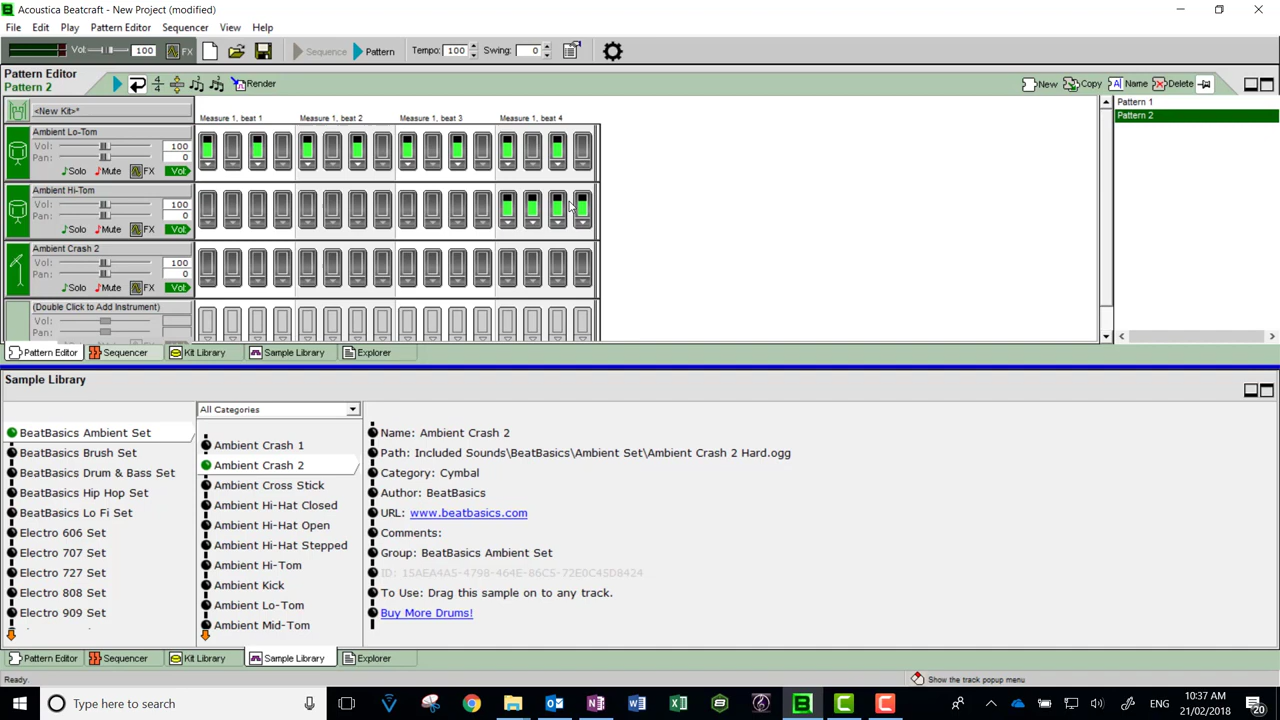 Acoustica Beatcraft - New Project (modified)
File Edit Play Pattern Editor Sequencer View Help
Vol: 100 FX Sequence Pattern Tempo: 100 Swing: 0
Pattern Editor
Pattern 2
4/4 Render New Copy Name Delete
<New Kit>*
Measure 1, beat 1 Measure 1, beat 2 Measure 1, beat 3 Measure 1, beat 4
Pattern 1
Pattern 2
Ambient Lo-Tom
Vol: 100
Pan: 0
Solo Mute FX Vol
Ambient Hi-Tom
Vol: 100
Pan: 0
Solo Mute FX Vol
Ambient Crash 2
Vol: 100
Pan: 0
Solo Mute FX Vol
(Double Click to Add Instrument)
Vol:
Pan:
Pattern Editor Sequencer Kit Library Sample Library Explorer
Sample Library
All Categories
BeatBasics Ambient Set
BeatBasics Brush Set
BeatBasics Drum & Bass Set
BeatBasics Hip Hop Set
BeatBasics Lo Fi Set
Electro 606 Set
Electro 707 Set
Electro 727 Set
Electro 808 Set
Electro 909 Set
Ambient Crash 1
Ambient Crash 2
Ambient Cross Stick
Ambient Hi-Hat Closed
Ambient Hi-Hat Open
Ambient Hi-Hat Stepped
Ambient Hi-Tom
Ambient Kick
Ambient Lo-Tom
Ambient Mid-Tom
Name: Ambient Crash 2
Path: Included Sounds\BeatBasics\Ambient Set\Ambient Crash 2 Hard.ogg
Category: Cymbal
Author: BeatBasics
URL: www.beatbasics.com
Comments:
Group: BeatBasics Ambient Set
ID: 15AEA4A5-4798-464E-86C5-72E0C45D8424
To Use: Drag this sample on to any track.
Buy More Drums!
Pattern Editor Sequencer Kit Library Sample Library Explorer
Ready. Show the track popup menu
Type here to search ENG 10:37 AM
21/02/2018 20